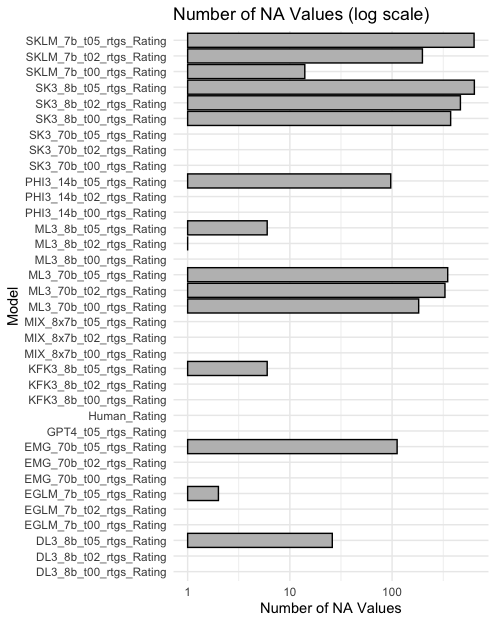 Number of NA Values (log scale)
Model
SKLM_7b_t05_rtgs_Rating
SKLM_7b_t02_rtgs_Rating
SKLM_7b_t00_rtgs_Rating
SK3_8b_t05_rtgs_Rating
SK3_8b_t02_rtgs_Rating
SK3_8b_t00_rtgs_Rating
SK3_70b_t05_rtgs_Rating
SK3_70b_t02_rtgs_Rating
SK3_70b_t00_rtgs_Rating
PHI3_14b_t05_rtgs_Rating
PHI3_14b_t02_rtgs_Rating
PHI3_14b_t00_rtgs_Rating
ML3_8b_t05_rtgs_Rating
ML3_8b_t02_rtgs_Rating
ML3_8b_t00_rtgs_Rating
ML3_70b_t05_rtgs_Rating
ML3_70b_t02_rtgs_Rating
ML3_70b_t00_rtgs_Rating
MIX_8x7b_t05_rtgs_Rating
MIX_8x7b_t02_rtgs_Rating
MIX_8x7b_t00_rtgs_Rating
KFK3_8b_t05_rtgs_Rating
KFK3_8b_t02_rtgs_Rating
KFK3_8b_t00_rtgs_Rating
Human_Rating
GPT4_t05_rtgs_Rating
EMG_70b_t05_rtgs_Rating
EMG_70b_t02_rtgs_Rating
EMG_70b_t00_rtgs_Rating
EGLM_7b_t05_rtgs_Rating
EGLM_7b_t02_rtgs_Rating
EGLM_7b_t00_rtgs_Rating
DL3_8b_t05_rtgs_Rating
DL3_8b_t02_rtgs_Rating
DL3_8b_t00_rtgs_Rating
1 10 100
Number of NA Values